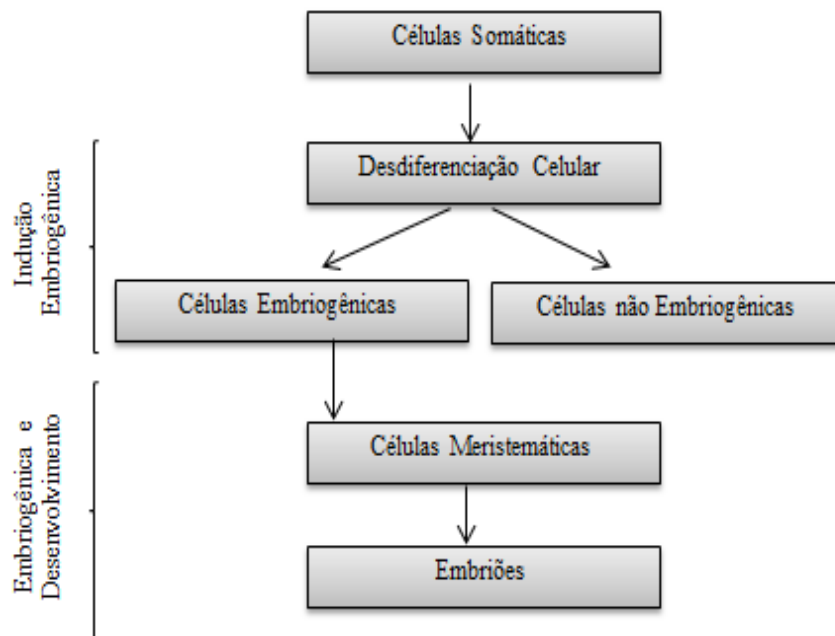 Células Somáticas
Desdiferenciação Celular
Indução
Embriogênica
Células Embriogênicas
Células não Embriogênicas
Embriogênica e
Desenvolvimento
Células Meristemáticas
Embriões